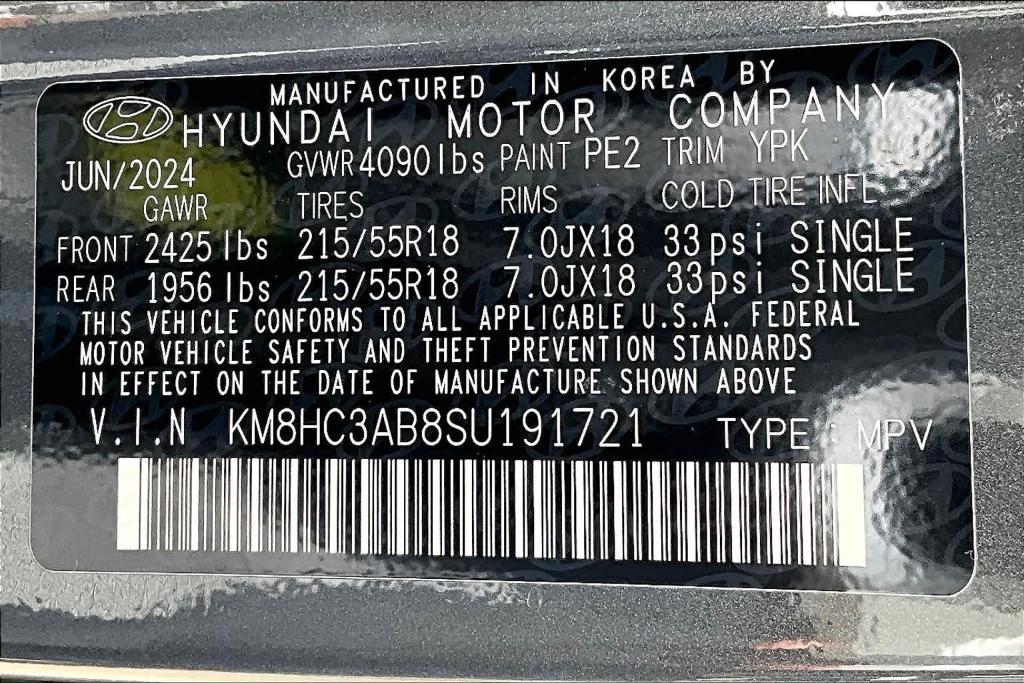 MANUFACTURED IN KOREA BY
HYUNDAI MOTOR COMPANY
JUN/2024 GVWR 4090 lbs PAINT PE2 TRIM YPK
GAWR TIRES RIMS COLD TIRE INFL
FRONT 2425 lbs 215/55R18 7.0JX18 33psi SINGLE
REAR 1956 lbs 215/55R18 7.0JX18 33psi SINGLE
THIS VEHICLE CONFORMS TO ALL APPLICABLE U.S.A. FEDERAL
MOTOR VEHICLE SAFETY AND THEFT PREVENTION STANDARDS
IN EFFECT ON THE DATE OF MANUFACTURE SHOWN ABOVE
V.I.N KM8HC3AB8SU191721 TYPE : MPV